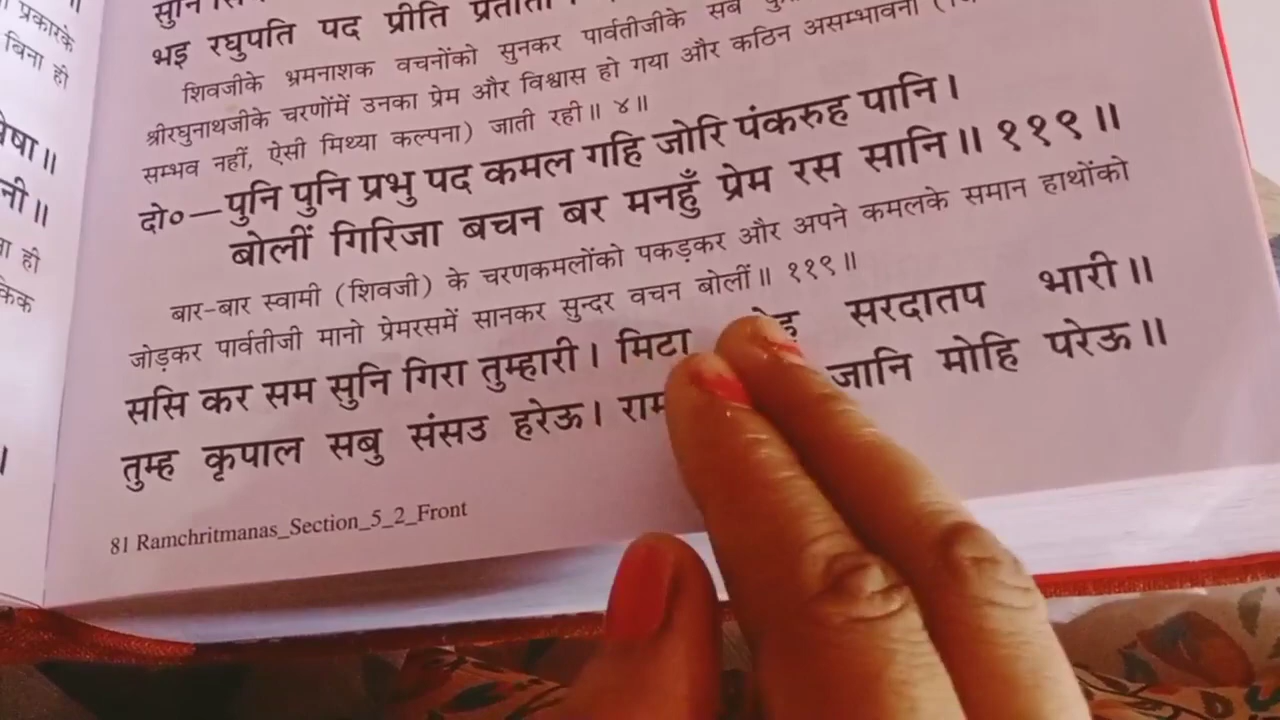 प्रकारके
बिना ही
सुनि
भइ रघुपति पद प्रीति
शिवजीके भ्रमनाशक वचनोंको सुनकर पार्वतीजीके सब
श्रीरघुनाथजीके चरणोंमें उनका प्रेम और विश्वास हो गया और कठिन असम्भावना
सम्भव नहीं, ऐसी मिथ्या कल्पना) जाती रही॥ ४॥
दो०—पुनि पुनि प्रभु पद कमल गहि जोरि पंकरुह पानि।
बोलीं गिरिजा बचन बर मनहुँ प्रेम रस सानि॥ ११९॥
बार-बार स्वामी (शिवजी) के चरणकमलोंको पकड़कर और अपने कमलके समान हाथोंको
जोड़कर पार्वतीजी मानो प्रेमरसमें सानकर सुन्दर वचन बोलीं॥ ११९॥
ससि कर सम सुनि गिरा तुम्हारी। मिटा सरदातप भारी॥
तुम्ह कृपाल सबु संसउ हरेऊ। राम जानि मोहि परेऊ॥
81 Ramchritmanas_Section_5_2_Front